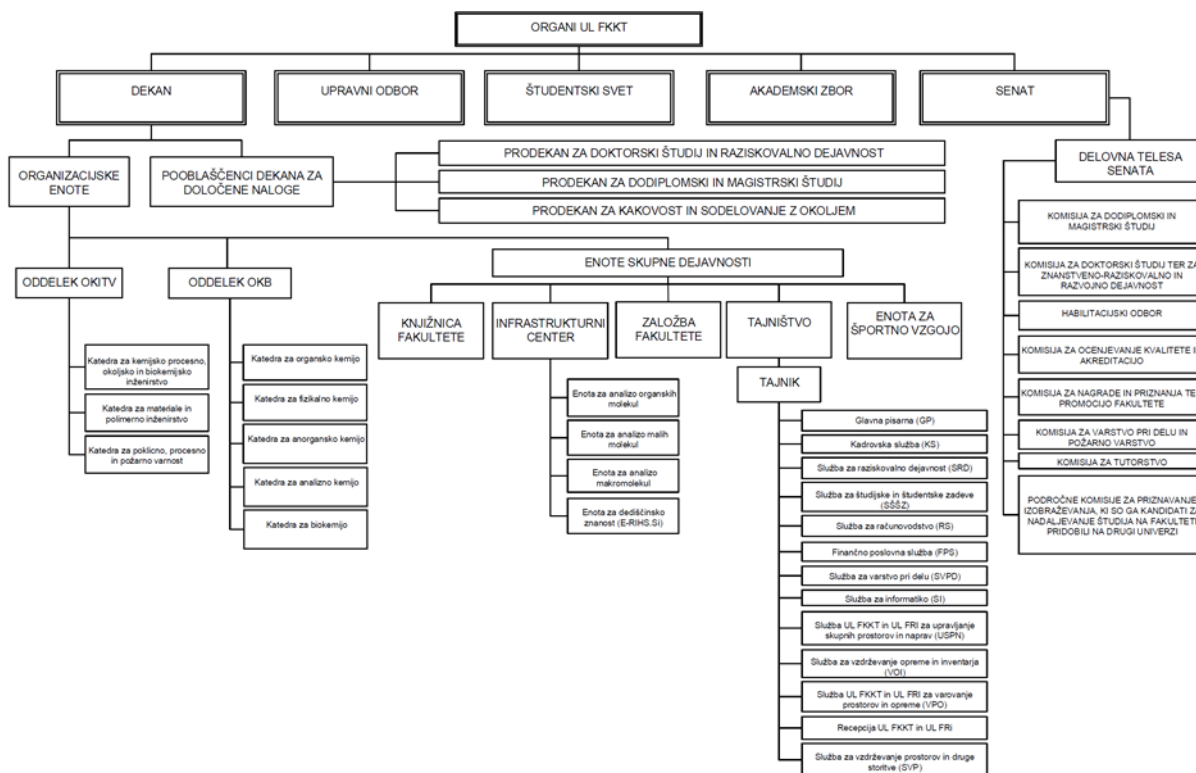 ORGANI UL FKKT
DEKAN
UPRAVNI ODBOR
ŠTUDENTSKI SVET
AKADEMSKI ZBOR
SENAT
ORGANIZACIJSKE
ENOTE
POOBLAŠČENCI DEKANA ZA
DOLOČENE NALOGE
PRODEKAN ZA DOKTORSKI ŠTUDIJ IN RAZISKOVALNO DEJAVNOST
PRODEKAN ZA DODIPLOMSKI IN MAGISTRSKI ŠTUDIJ
PRODEKAN ZA KAKOVOST IN SODELOVANJE Z OKOLJEM
DELOVNA TELESA
SENATA
KOMISIJA ZA DODIPLOMSKI IN
MAGISTRSKI ŠTUDIJ
KOMISIJA ZA DOKTORSKI ŠTUDIJ TER ZA
ZNANSTVENO-RAZISKOVALNO IN
RAZVOJNO DEJAVNOST
HABILITACIJSKI ODBOR
KOMISIJA ZA OCENJEVANJE KVALITETE I
AKREDITACIJO
KOMISIJA ZA NAGRADE IN PRIZNANJA TE
PROMOCIJO FAKULTETE
KOMISIJA ZA VARSTVO PRI DELU IN
POŽARNO VARSTVO
KOMISIJA ZA TUTORSTVO
PODROČNE KOMISIJE ZA PRIZNAVANJE
IZOBRAŽEVANJA, KI SO GA KANDIDATI ZA
NADALJEVANJE ŠTUDIJA NA FAKULTETI
PRIDOBILI NA DRUGI UNIVERZI
ODDELEK OKITV
ODDELEK OKB
ENOTE SKUPNE DEJAVNOSTI
Katedra za kemijsko procesno,
okoljsko in biokemijsko
inženirstvo
Katedra za materiale in
polimerno inženirstvo
Katedra za poklicno, procesno
in požarno varnost
Katedra za organsko kemijo
Katedra za fizikalno kemijo
Katedra za anorgansko kemijo
Katedra za analizno kemijo
Katedra za biokemijo
KNJIŽNICA
FAKULTETE
INFRASTRUKTURNI
CENTER
ZALOŽBA
FAKULTETE
TAJNIŠTVO
ENOTA ZA
ŠPORTNO VZGOJO
Enota za analizo organskih
molekul
Enota za analizo malih
molekul
Enota za analizo
makromolekul
Enota za dediščinsko
znanost (E-RIHS.Si)
TAJNIK
Glavna pisarna (GP)
Kadrovska služba (KS)
Služba za raziskovalno dejavnost (SRD)
Služba za študijske in študentske zadeve
(SŠŠZ)
Služba za računovodstvo (RS)
Finančno poslovna služba (FPS)
Služba za varstvo pri delu (SVPD)
Služba za informatiko (SI)
Služba UL FKKT in UL FRI za upravljanje
skupnih prostorov in naprav (USPN)
Služba za vzdrževanje opreme in inventarja
(VOI)
Služba UL FKKT in UL FRI za varovanje
prostorov in opreme (VPO)
Recepcija UL FKKT in UL FRI
Služba za vzdrževanje prostorov in druge
storitve (SVP)